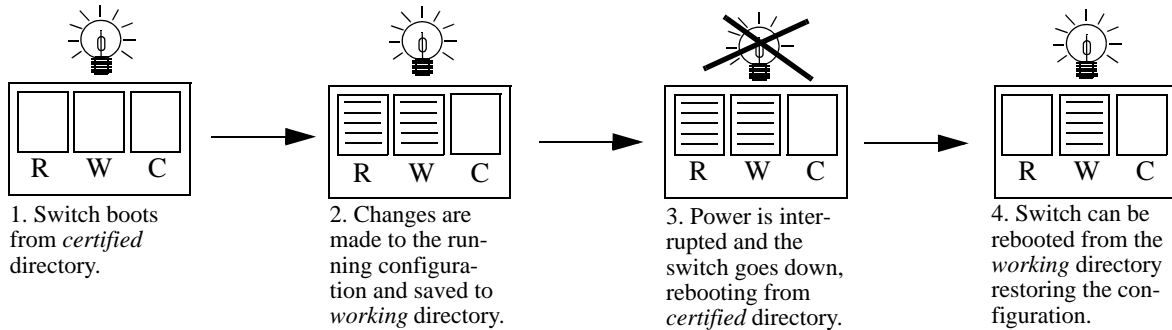 R W C
R W C
R W C
R W C
1. Switch boots
from certified
directory.
2. Changes are
made to the run-
ning configura-
tion and saved to
working directory.
3. Power is inter-
rupted and the
switch goes down,
rebooting from
certified directory.
4. Switch can be
rebooted from the
working directory
restoring the con-
figuration.